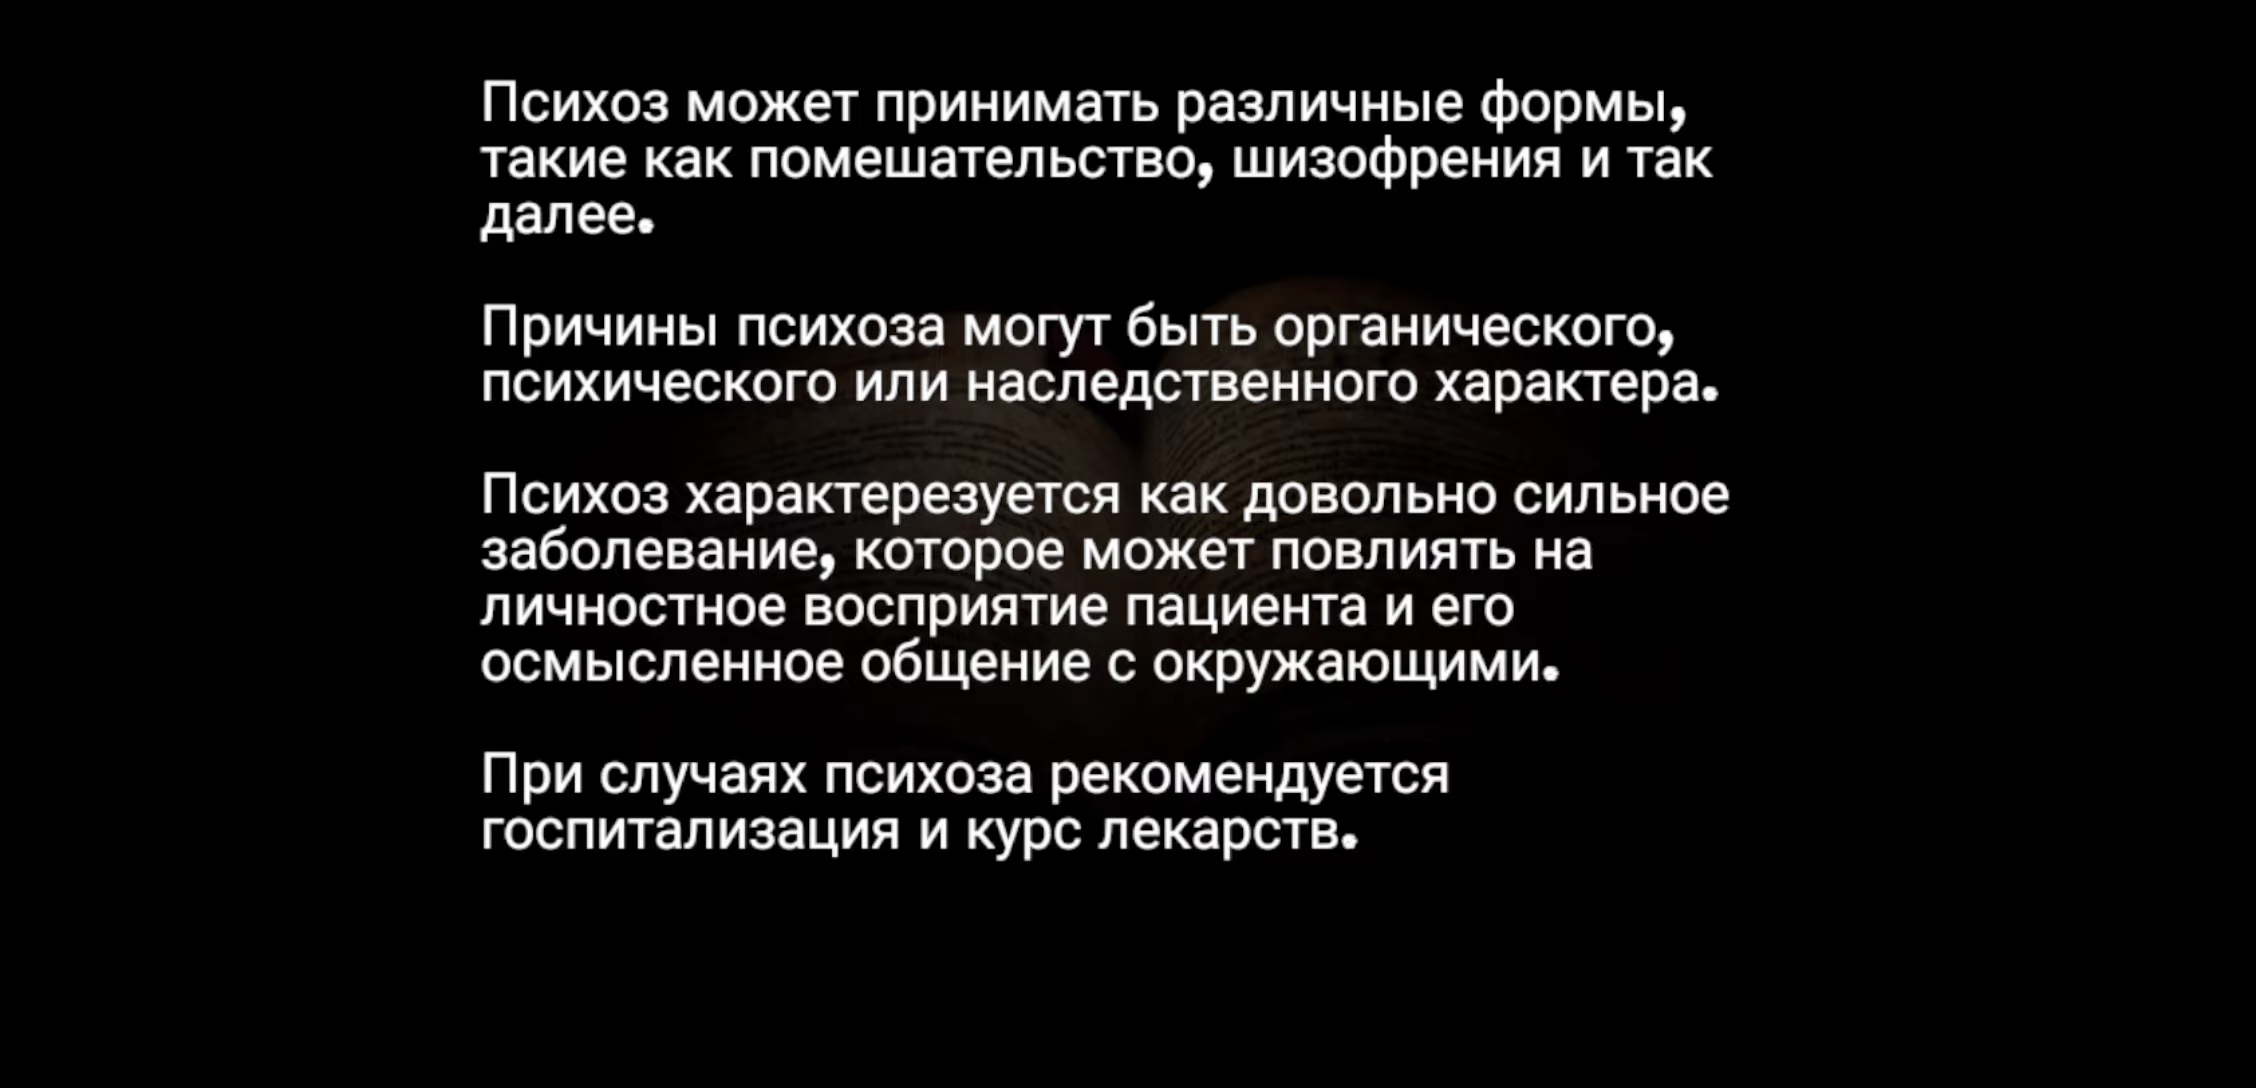 Психоз может принимать различные формы,
такие как помешательство, шизофрения и так
далее.
Причины психоза могут быть органического,
психического или наследственного характера.
Психоз характерезуется как довольно сильное
заболевание, которое может повлиять на
личностное восприятие пациента и его
осмысленное общение с окружающими.
При случаях психоза рекомендуется
госпитализация и курс лекарств.